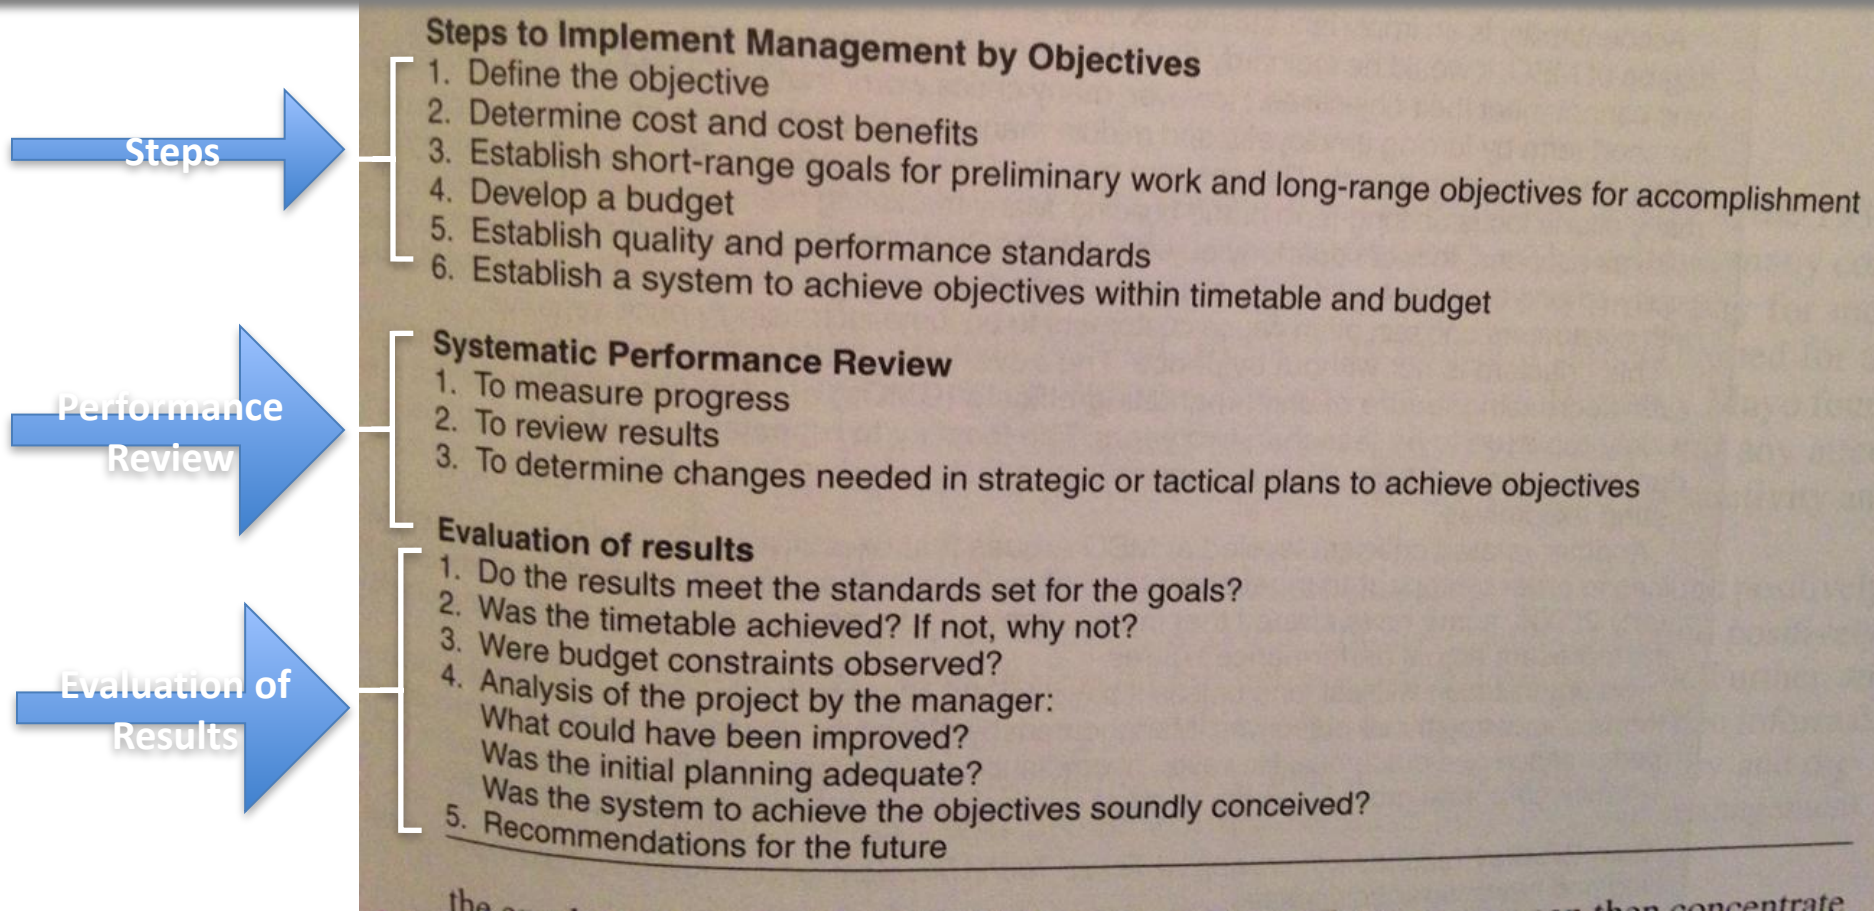 Steps to Implement Management by Objectives
1. Define the objective
2. Determine cost and cost benefits
3. Establish short-range goals for preliminary work and long-range objectives for accomplishment
4. Develop a budget
5. Establish quality and performance standards
6. Establish a system to achieve objectives within timetable and budget
Steps
Systematic Performance Review
1. To measure progress
2. To review results
3. To determine changes needed in strategic or tactical plans to achieve objectives
Performance
Review
Evaluation of results
1. Do the results meet the standards set for the goals?
2. Was the timetable achieved? If not, why not?
3. Were budget constraints observed?
4. Analysis of the project by the manager:
What could have been improved?
Was the initial planning adequate?
Was the system to achieve the objectives soundly conceived?
5. Recommendations for the future
Evaluation of
Results
the
then concentrate